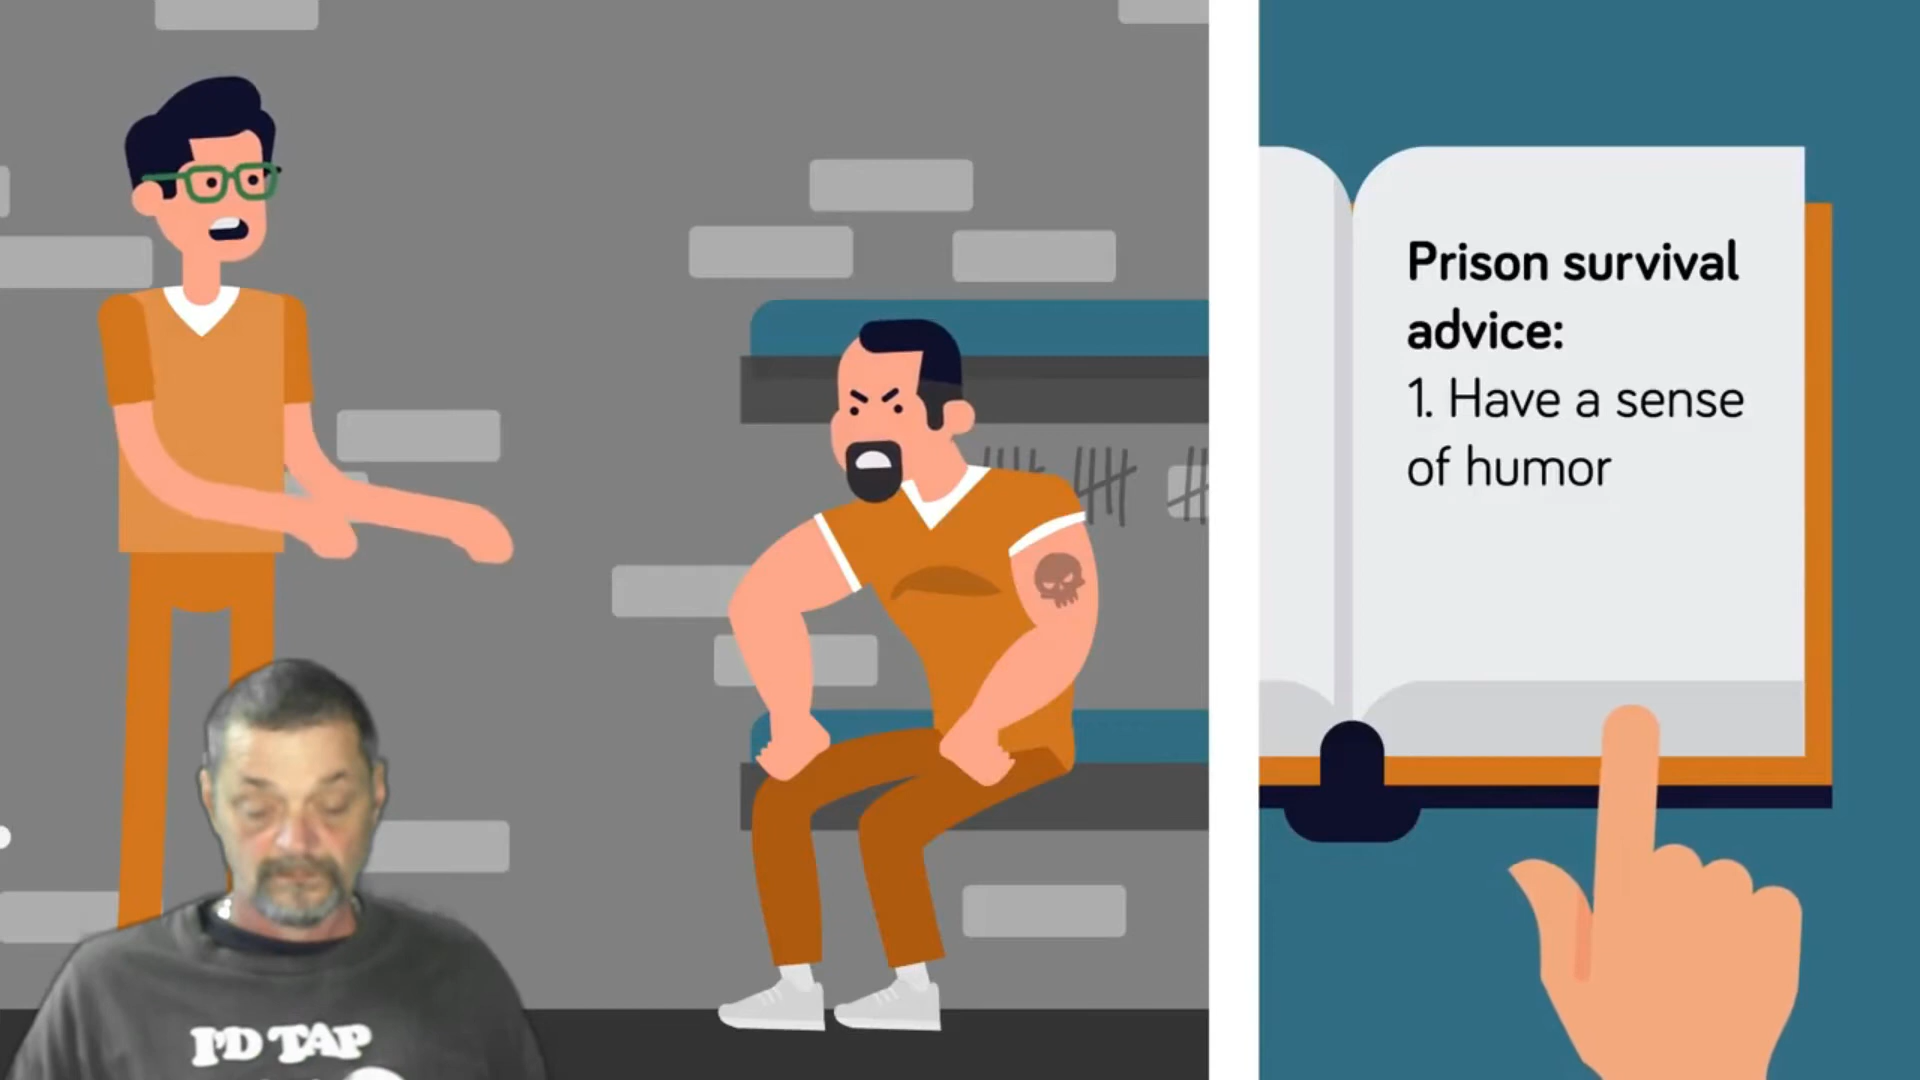 Prison survival
advice:
1. Have a sense
of humor
I'D TAP